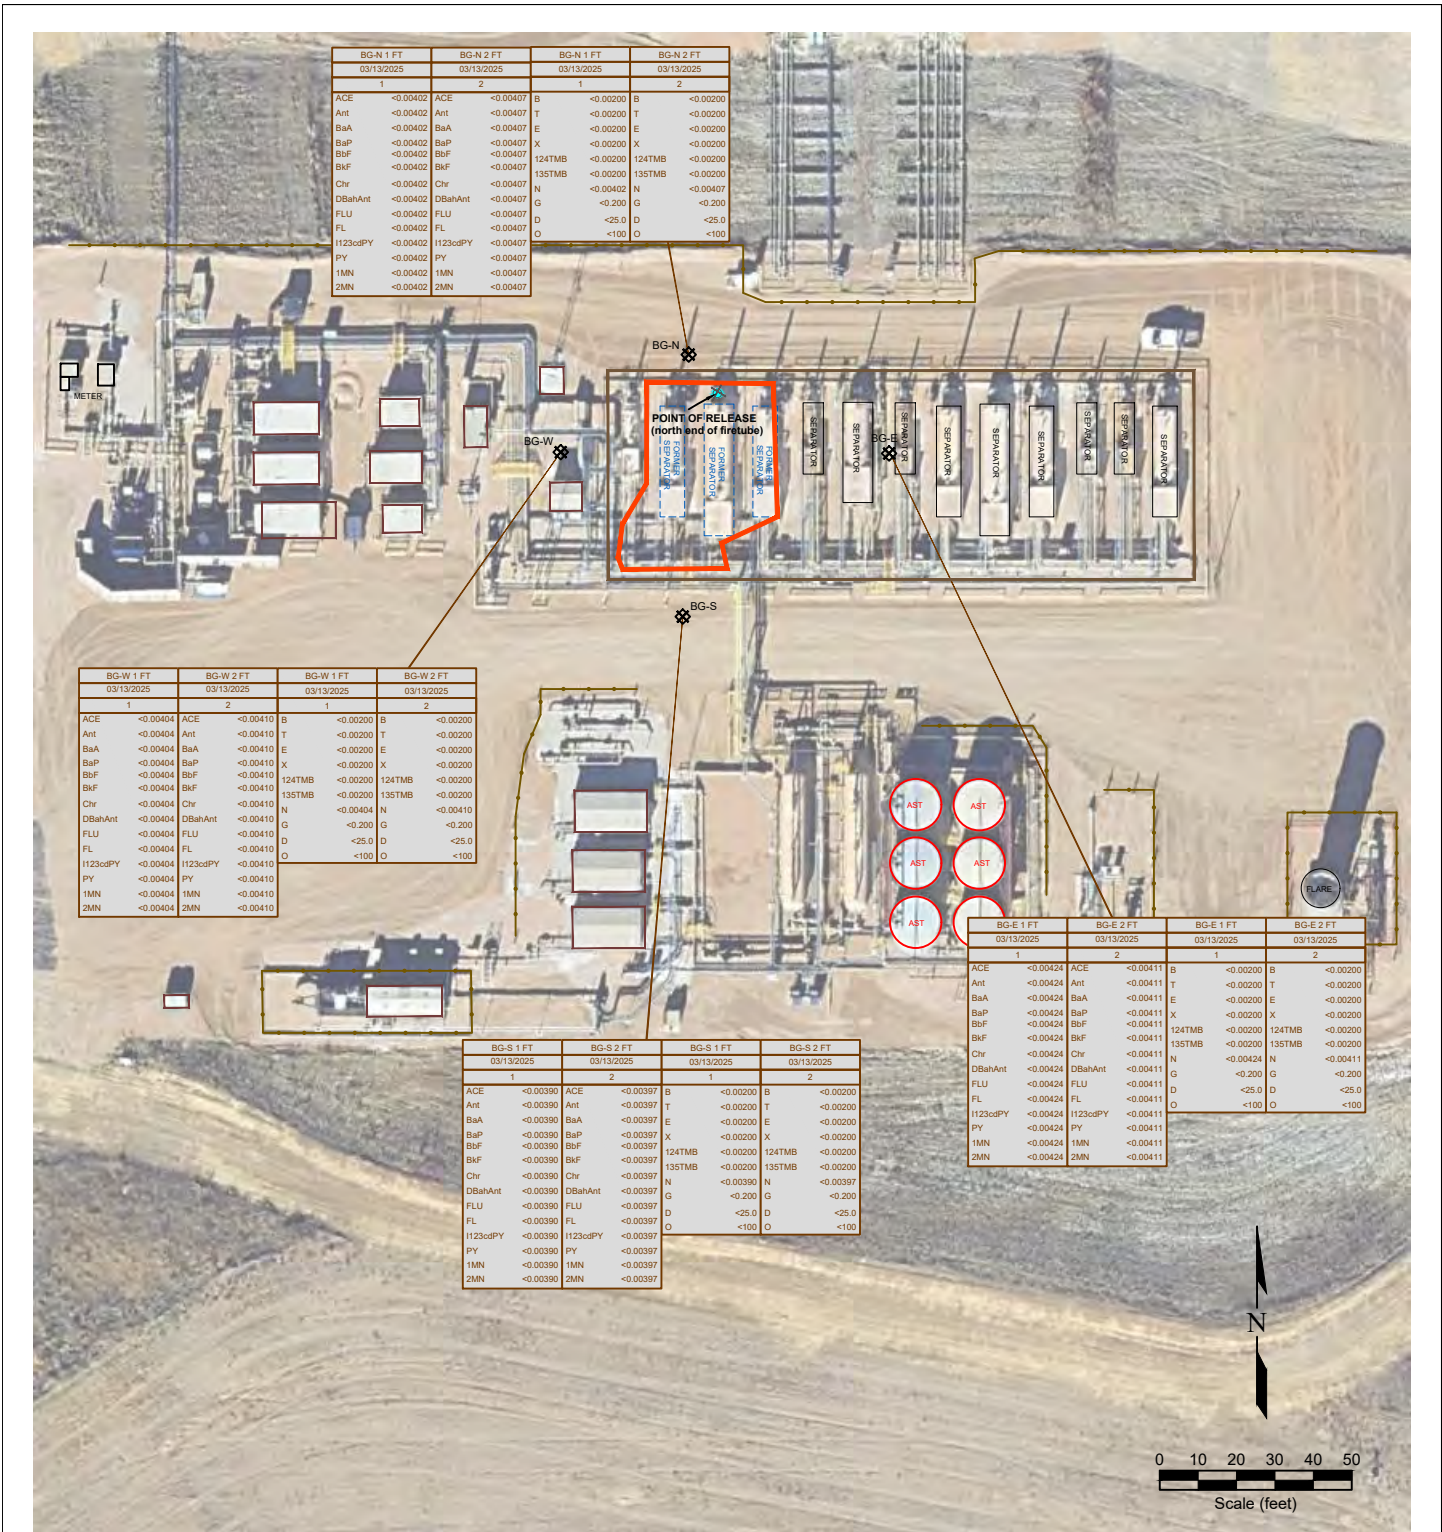 BG-N 1 FT BG-N 2 FT BG-N 1 FT BG-N 2 FT
03/13/2025 03/13/2025 03/13/2025 03/13/2025
1 2 1 2
ACE <0.00402 ACE <0.00407 B <0.00200 B <0.00200
Ant <0.00402 Ant <0.00407 T <0.00200 T <0.00200
BaA <0.00402 BaA <0.00407 E <0.00200 E <0.00200
BaP <0.00402 BaP <0.00407 X <0.00200 X <0.00200
BbF <0.00402 BbF <0.00407 124TMB <0.00200 124TMB <0.00200
BkF <0.00402 BkF <0.00407 135TMB <0.00200 135TMB <0.00200
Chr <0.00402 Chr <0.00407 N <0.00402 N <0.00407
DBahAnt <0.00402 DBahAnt <0.00407 G <0.200 G <0.200
FLU <0.00402 FLU <0.00407 D <25.0 D <25.0
FL <0.00402 FL <0.00407 O <100 O <100
I123cdPY <0.00402 I123cdPY <0.00407
PY <0.00402 PY <0.00407
1MN <0.00402 1MN <0.00407
2MN <0.00402 2MN <0.00407
BG-N
METER
POINT OF RELEASE
(north end of firetube)
BG-W
BG-E
FORMER
SEPARATOR
FORMER
SEPARATOR
FORMER
SEPARATOR
SEPARATOR
SEPARATOR
SEPARATOR
SEPARATOR
SEPARATOR
SEPARATOR
SEPARATOR
SEPARATOR
SEPARATOR
BG-S
BG-W 1 FT BG-W 2 FT BG-W 1 FT BG-W 2 FT
03/13/2025 03/13/2025 03/13/2025 03/13/2025
1 2 1 2
ACE <0.00404 ACE <0.00410 B <0.00200 B <0.00200
Ant <0.00404 Ant <0.00410 T <0.00200 T <0.00200
BaA <0.00404 BaA <0.00410 E <0.00200 E <0.00200
BaP <0.00404 BaP <0.00410 X <0.00200 X <0.00200
BbF <0.00404 BbF <0.00410 124TMB <0.00200 124TMB <0.00200
BkF <0.00404 BkF <0.00410 135TMB <0.00200 135TMB <0.00200
Chr <0.00404 Chr <0.00410 N <0.00404 N <0.00410
DBahAnt <0.00404 DBahAnt <0.00410 G <0.200 G <0.200
FLU <0.00404 FLU <0.00410 D <25.0 D <25.0
FL <0.00404 FL <0.00410 O <100 O <100
I123cdPY <0.00404 I123cdPY <0.00410
PY <0.00404 PY <0.00410
1MN <0.00404 1MN <0.00410
2MN <0.00404 2MN <0.00410
AST AST
AST AST
AST
FLARE
BG-E 1 FT BG-E 2 FT BG-E 1 FT BG-E 2 FT
03/13/2025 03/13/2025 03/13/2025 03/13/2025
1 2 1 2
ACE <0.00424 ACE <0.00411 B <0.00200 B <0.00200
Ant <0.00424 Ant <0.00411 T <0.00200 T <0.00200
BaA <0.00424 BaA <0.00411 E <0.00200 E <0.00200
BaP <0.00424 BaP <0.00411 X <0.00200 X <0.00200
BbF <0.00424 BbF <0.00411 124TMB <0.00200 124TMB <0.00200
BkF <0.00424 BkF <0.00411 135TMB <0.00200 135TMB <0.00200
Chr <0.00424 Chr <0.00411 N <0.00424 N <0.00411
DBahAnt <0.00424 DBahAnt <0.00411 G <0.200 G <0.200
FLU <0.00424 FLU <0.00411 D <25.0 D <25.0
FL <0.00424 FL <0.00411 O <100 O <100
I123cdPY <0.00424 I123cdPY <0.00411
PY <0.00424 PY <0.00411
1MN <0.00424 1MN <0.00411
2MN <0.00424 2MN <0.00411
BG-S 1 FT BG-S 2 FT BG-S 1 FT BG-S 2 FT
03/13/2025 03/13/2025 03/13/2025 03/13/2025
1 2 1 2
ACE <0.00390 ACE <0.00397 B <0.00200 B <0.00200
Ant <0.00390 Ant <0.00397 T <0.00200 T <0.00200
BaA <0.00390 BaA <0.00397 E <0.00200 E <0.00200
BaP <0.00390 BaP <0.00397 X <0.00200 X <0.00200
BbF <0.00390 BbF <0.00397 124TMB <0.00200 124TMB <0.00200
BkF <0.00390 BkF <0.00397 135TMB <0.00200 135TMB <0.00200
Chr <0.00390 Chr <0.00397 N <0.00390 N <0.00397
DBahAnt <0.00390 DBahAnt <0.00397 G <0.200 G <0.200
FLU <0.00390 FLU <0.00397 D <25.0 D <25.0
FL <0.00390 FL <0.00397 O <100 O <100
I123cdPY <0.00390 I123cdPY <0.00397
PY <0.00390 PY <0.00397
1MN <0.00390 1MN <0.00397
2MN <0.00390 2MN <0.00397
N
0 10 20 30 40 50
Scale (feet)